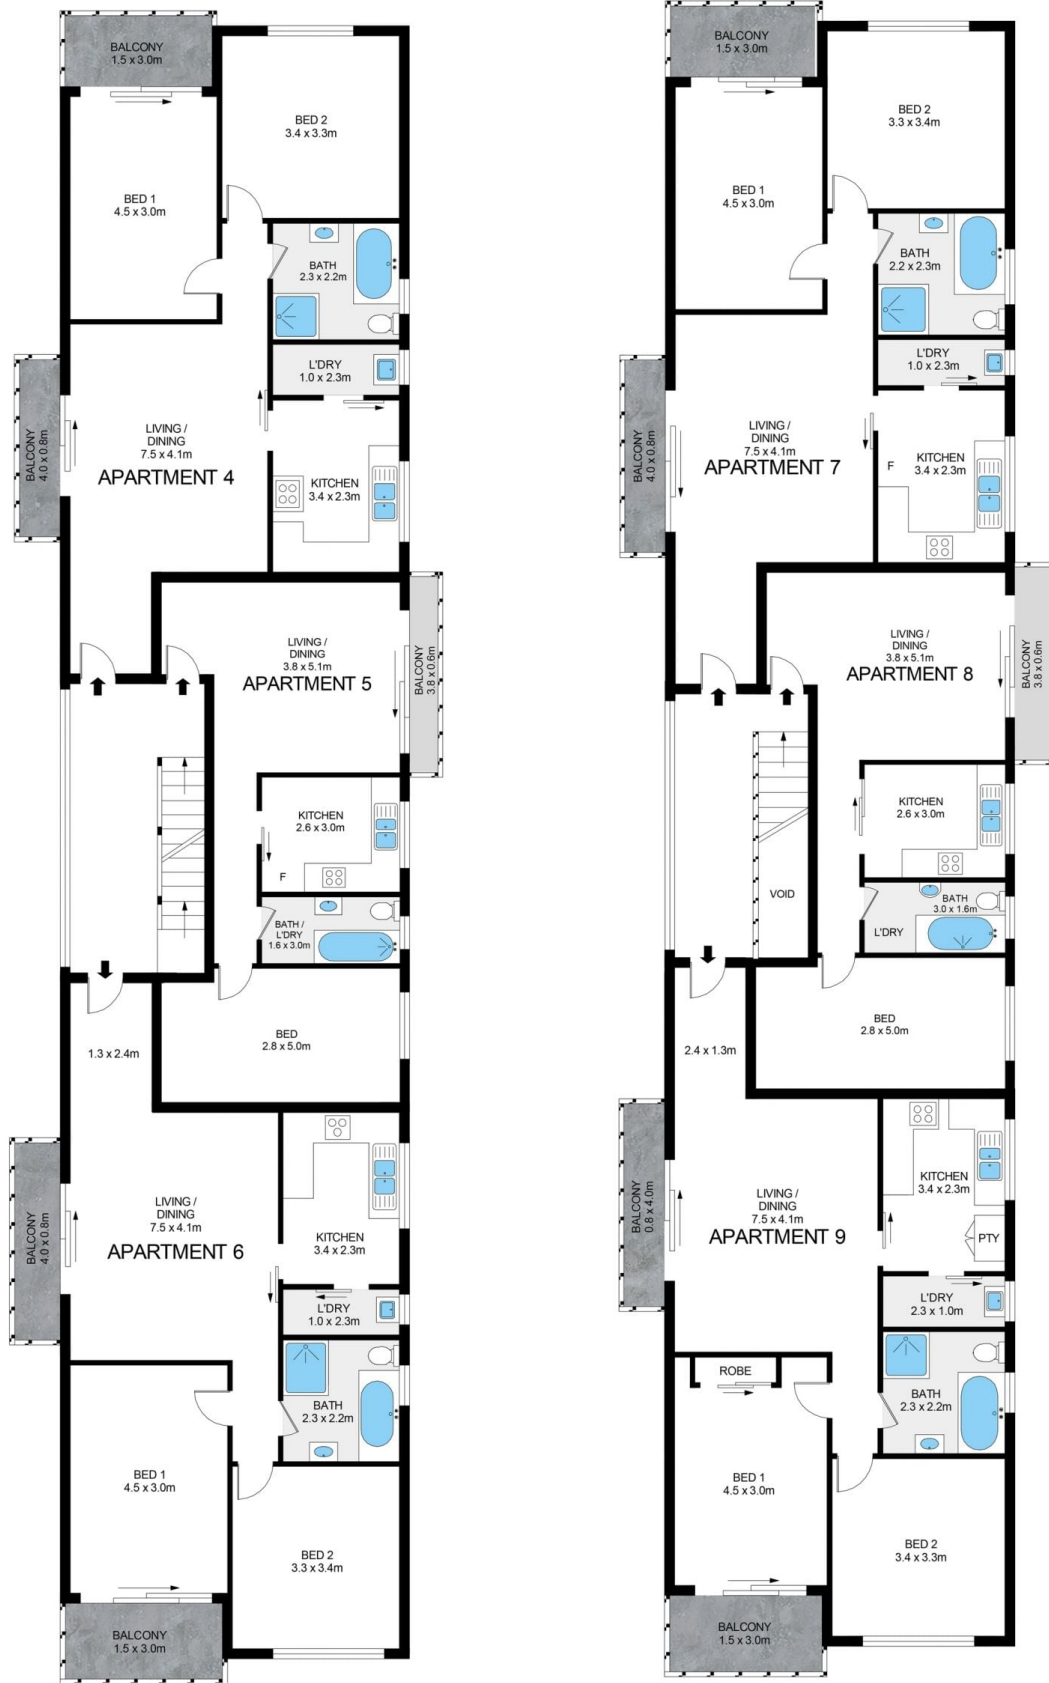 BALCONY
1.5 x 3.0m
BED 2
3.4 x 3.3m
BED 1
4.5 x 3.0m
BATH
2.3 x 2.2m
L'DRY
1.0 x 2.3m
BALCONY
4.0 x 0.8m
LIVING /
DINING
7.5 x 4.1m
APARTMENT 4
KITCHEN
3.4 x 2.3m
LIVING /
DINING
3.8 x 5.1m
APARTMENT 5
BALCONY
3.8 x 0.6m
KITCHEN
2.6 x 3.0m
F
BATH /
L'DRY
1.6 x 3.0m
BED
2.8 x 5.0m
1.3 x 2.4m
BALCONY
4.0 x 0.8m
LIVING /
DINING
7.5 x 4.1m
APARTMENT 6
KITCHEN
3.4 x 2.3m
L'DRY
1.0 x 2.3m
BATH
2.3 x 2.2m
BED 1
4.5 x 3.0m
BED 2
3.3 x 3.4m
BALCONY
1.5 x 3.0m
BALCONY
1.5 x 3.0m
BED 2
3.3 x 3.4m
BED 1
4.5 x 3.0m
BATH
2.2 x 2.3m
L'DRY
1.0 x 2.3m
BALCONY
4.0 x 0.8m
LIVING /
DINING
7.5 x 4.1m
APARTMENT 7
F
KITCHEN
3.4 x 2.3m
LIVING /
DINING
3.8 x 5.1m
APARTMENT 8
BALCONY
3.8 x 0.6m
KITCHEN
2.6 x 3.0m
VOID
BATH
3.0 x 1.6m
L'DRY
BED
2.8 x 5.0m
2.4 x 1.3m
BALCONY
0.8 x 4.0m
LIVING /
DINING
7.5 x 4.1m
APARTMENT 9
KITCHEN
3.4 x 2.3m
PTY
L'DRY
2.3 x 1.0m
ROBE
BATH
2.3 x 2.2m
BED 1
4.5 x 3.0m
BED 2
3.4 x 3.3m
BALCONY
1.5 x 3.0m